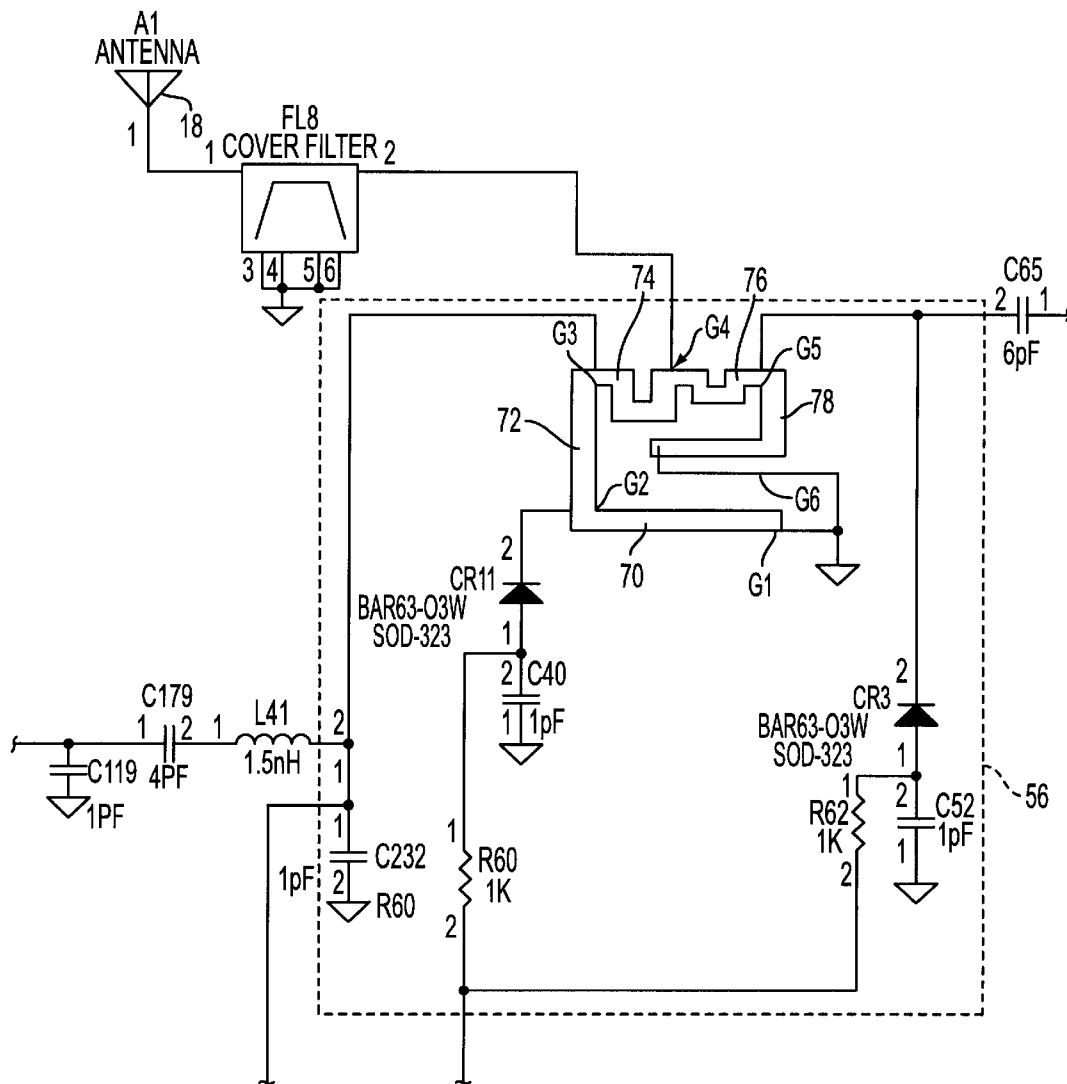 A1
ANTENNA
18
1
FL8
COVER FILTER
1
2
3 4 5 6
74
76
C65
2
1
6pF
G3
G4
G5
72
78
G2
G6
70
G1
2
CR11
BAR63-O3W
SOD-323
1
2
C40
1
1pF
C179
1
2
4PF
L41
1
1.5nH
2
C119
1PF
1
1
C232
1pF
2
R60
1
R60
1K
2
2
CR3
BAR63-O3W
SOD-323
1
1
R62
1K
2
2
C52
1pF
1
56